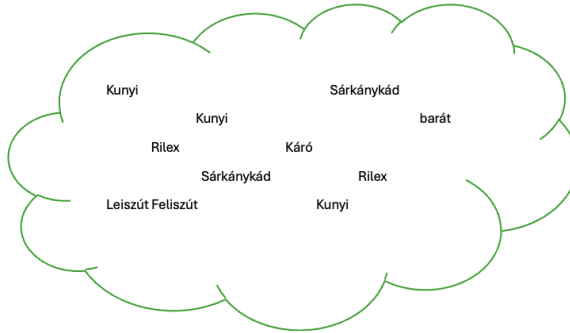 Kunyi Sárkánykád
Kunyi barát
Rilex Káró
Sárkánykád Rilex
Leiszút Feliszút Kunyi